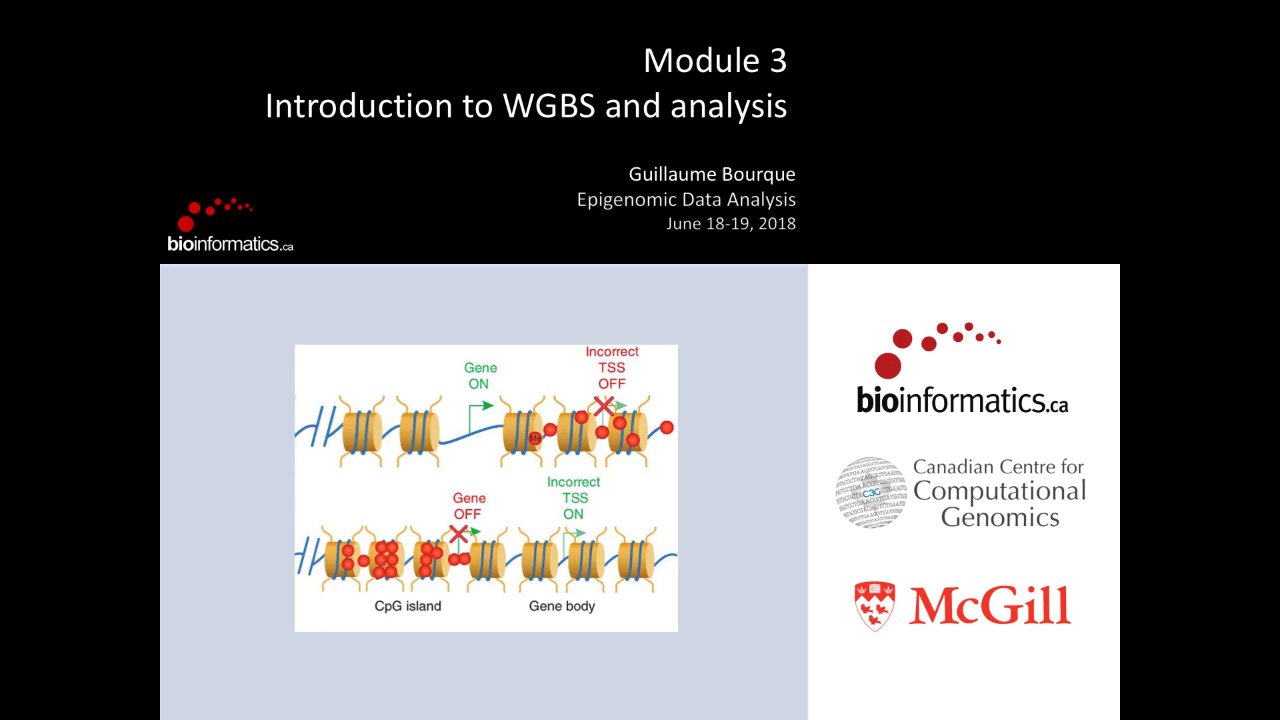 Module 3
Introduction to WGBS and analysis
Guillaume Bourque
Epigenomic Data Analysis
June 18-19, 2018
bioinformatics.ca
Incorrect
TSS
OFF
Gene
ON
Me
Incorrect
TSS
ON
Gene
OFF
CpG island
Gene body
bioinformatics.ca
C3G
Canadian Centre for
Computational
Genomics
McGill